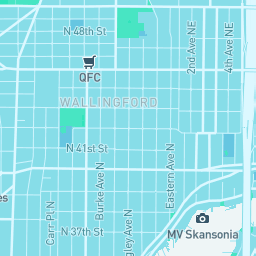 N 48th St
QFC
WALLINGFORD
2nd Ave NE
4th Ave NE
N 41st St
Burke Ave N
Eastern Ave N
Carr Pl N
N 37th St
MV Skansonia